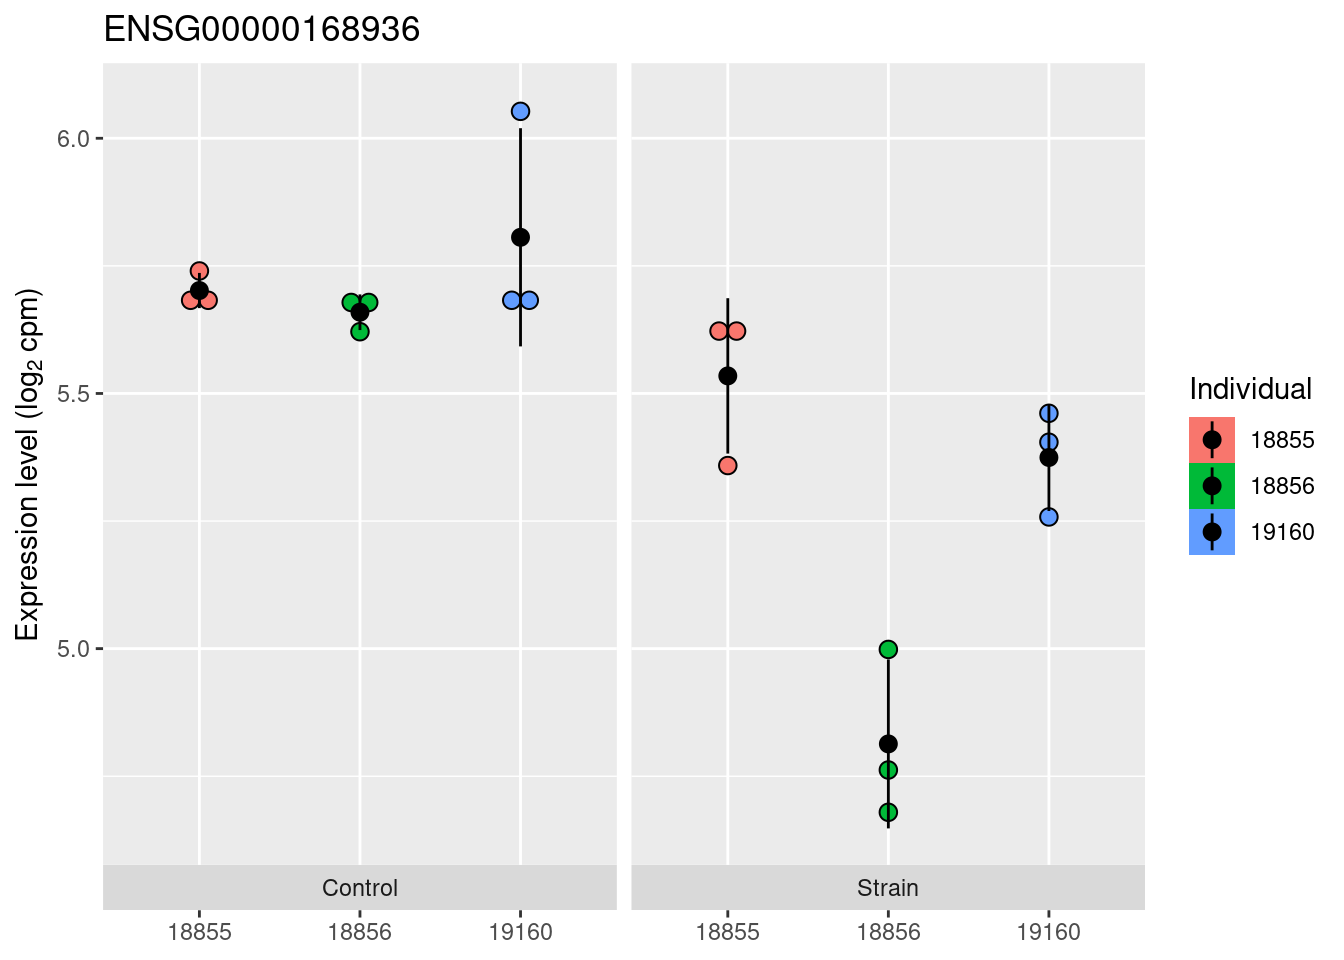 ENSG00000168936
Expression level (log₂ cpm)
6.0
5.5
5.0
Control
Strain
18855
18856
19160
18855
18856
19160
Individual
18855
18856
19160